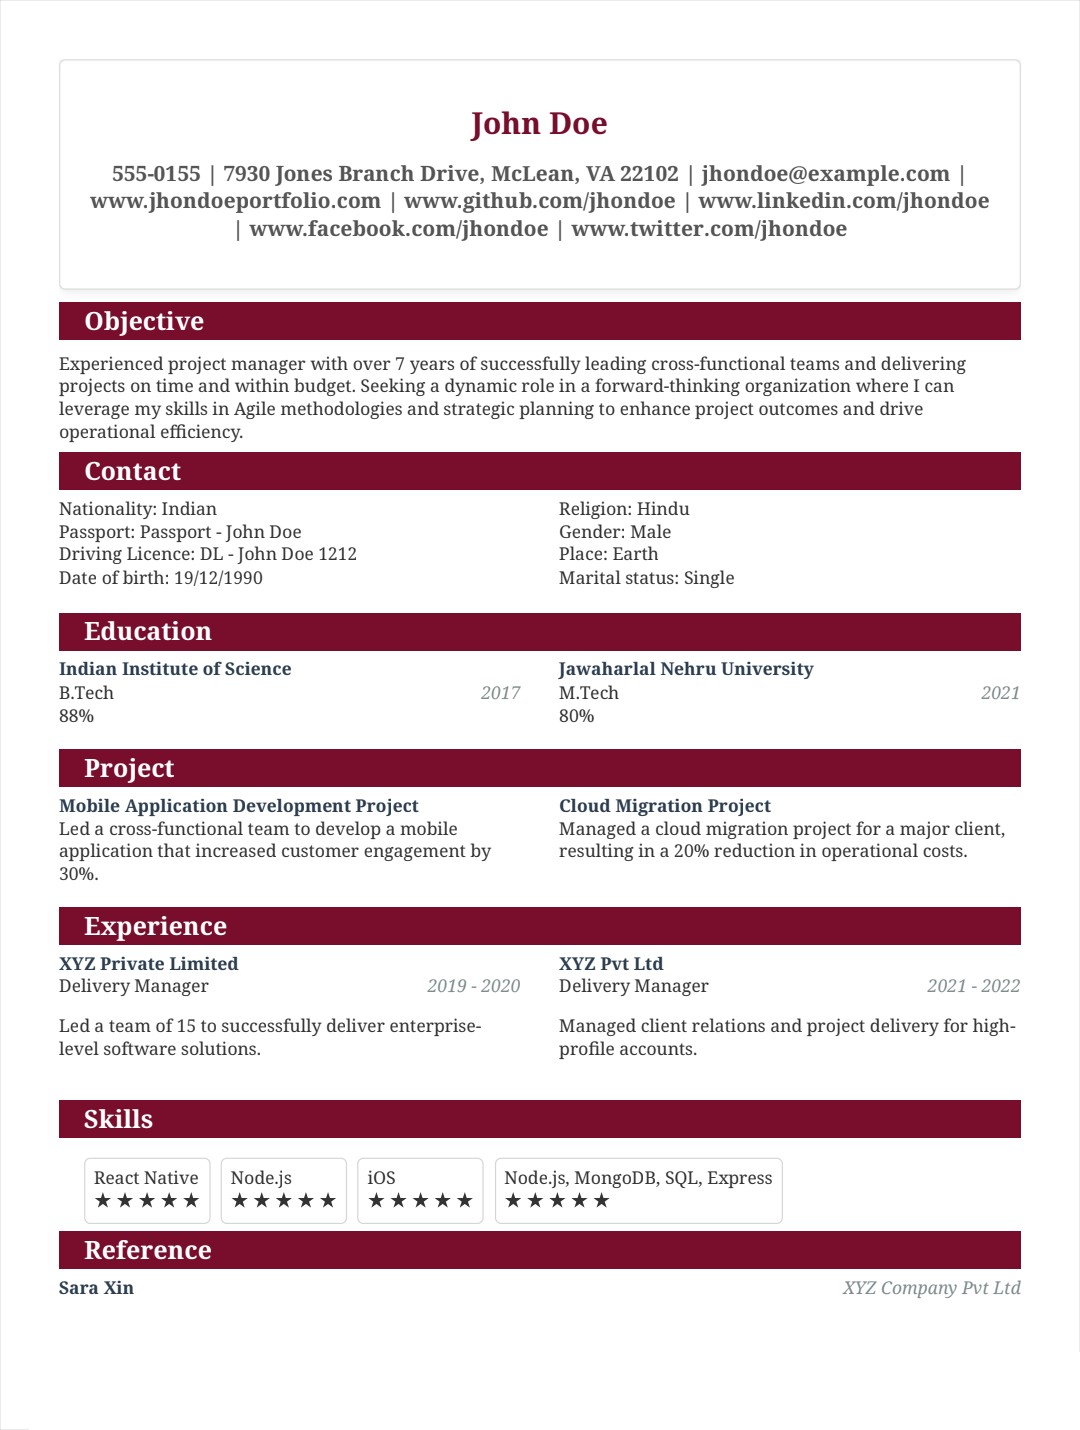 John Doe
555-0155 | 7930 Jones Branch Drive, McLean, VA 22102 | jhondoe@example.com |
www.jhondoeportfolio.com | www.github.com/jhondoe | www.linkedin.com/jhondoe
| www.facebook.com/jhondoe | www.twitter.com/jhondoe
Objective
Experienced project manager with over 7 years of successfully leading cross-functional teams and delivering
projects on time and within budget. Seeking a dynamic role in a forward-thinking organization where I can
leverage my skills in Agile methodologies and strategic planning to enhance project outcomes and drive
operational efficiency.
Contact
Nationality: Indian
Passport: Passport - John Doe
Driving Licence: DL - John Doe 1212
Date of birth: 19/12/1990
Religion: Hindu
Gender: Male
Place: Earth
Marital status: Single
Education
Indian Institute of Science
B.Tech 2017
88%
Jawaharlal Nehru University
M.Tech 2021
80%
Project
Mobile Application Development Project
Led a cross-functional team to develop a mobile
application that increased customer engagement by
30%.
Cloud Migration Project
Managed a cloud migration project for a major client,
resulting in a 20% reduction in operational costs.
Experience
XYZ Private Limited
Delivery Manager 2019 - 2020
Led a team of 15 to successfully deliver enterprise-
level software solutions.
XYZ Pvt Ltd
Delivery Manager 2021 - 2022
Managed client relations and project delivery for high-
profile accounts.
Skills
React Native
★★★★★
Node.js
★★★★★
iOS
★★★★★
Node.js, MongoDB, SQL, Express
★★★★★
Reference
Sara Xin XYZ Company Pvt Ltd